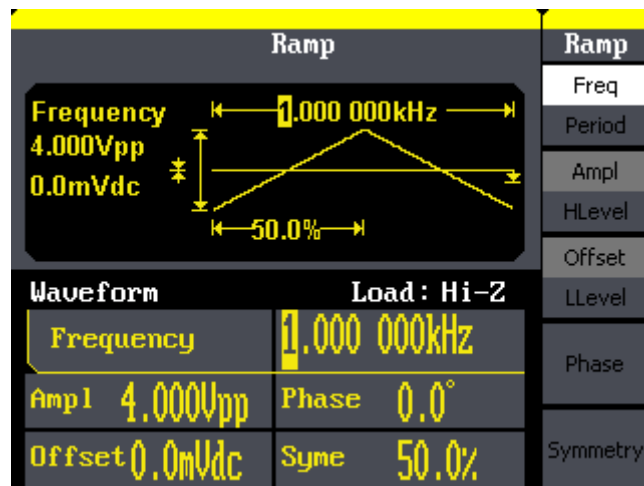 Ramp
Frequency 1.000 000kHz
4.000Vpp
0.0mVdc
50.0%
Waveform Load: Hi-Z
Frequency 1.000 000kHz
Ampl 4.000Vpp Phase 0.0°
Offset 0.0mVdc Syme 50.0%
Ramp
Freq
Period
Ampl
HLevel
Offset
LLevel
Phase
Symmetry